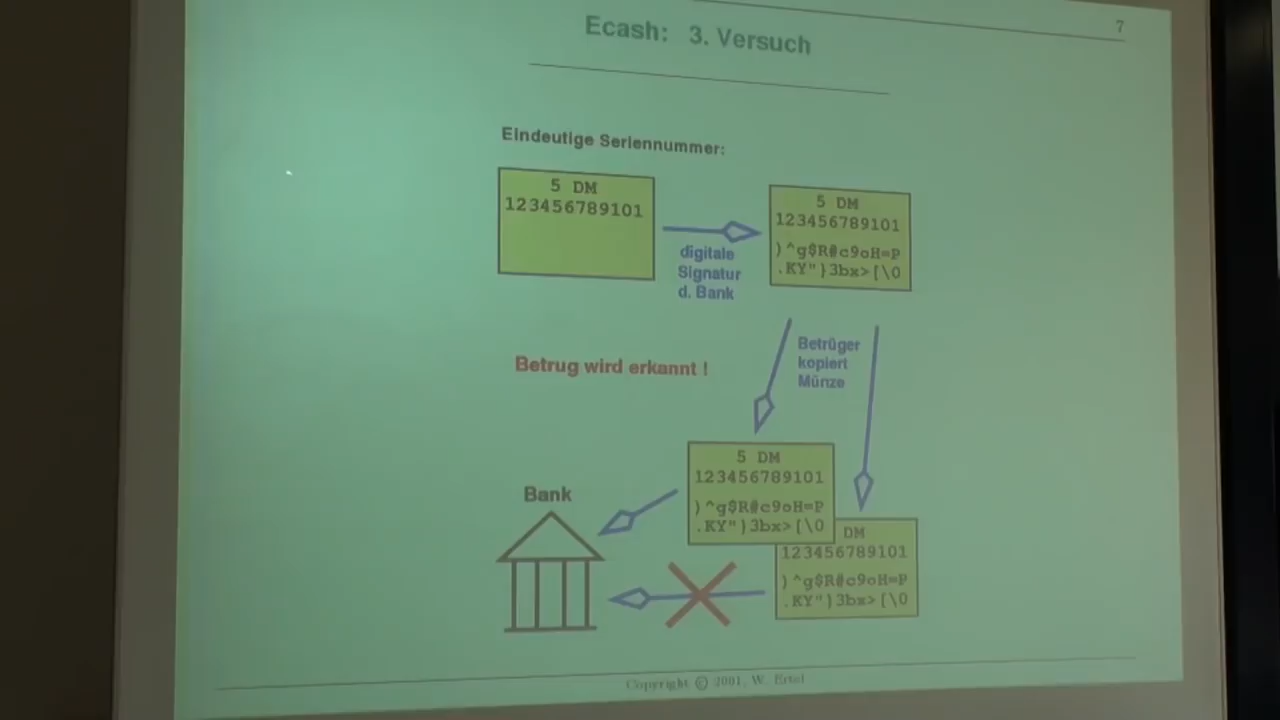 7
Ecash: 3. Versuch
Eindeutige Seriennummer:
5 DM
123456789101
digitale
Signatur
d. Bank
5 DM
123456789101
)^g$R#c9oH=P
.KY"}3bx>[\0
Betrüger
kopiert
Münze
Betrug wird erkannt !
5 DM
123456789101
)^g$R#c9oH=P
.KY"}3bx>[\0
DM
123456789101
)^g$R#c9oH=P
.KY"}3bx>[\0
Bank
Copyright © 2001, W. Ertel